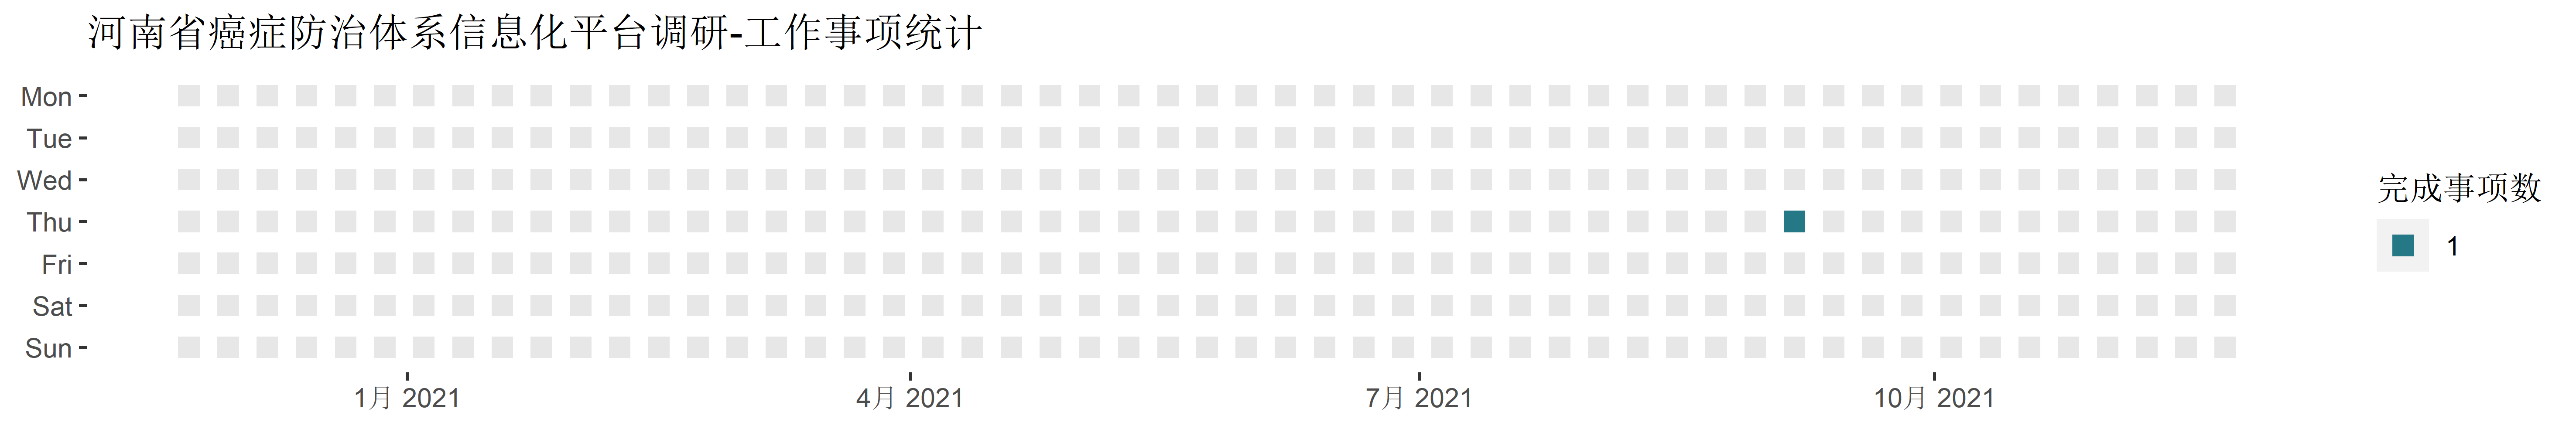 河南省癌症防治体系信息化平台调研-工作事项统计
Mon
Tue
Wed
Thu
Fri
Sat
Sun
1月 2021
4月 2021
7月 2021
10月 2021
完成事项数
1